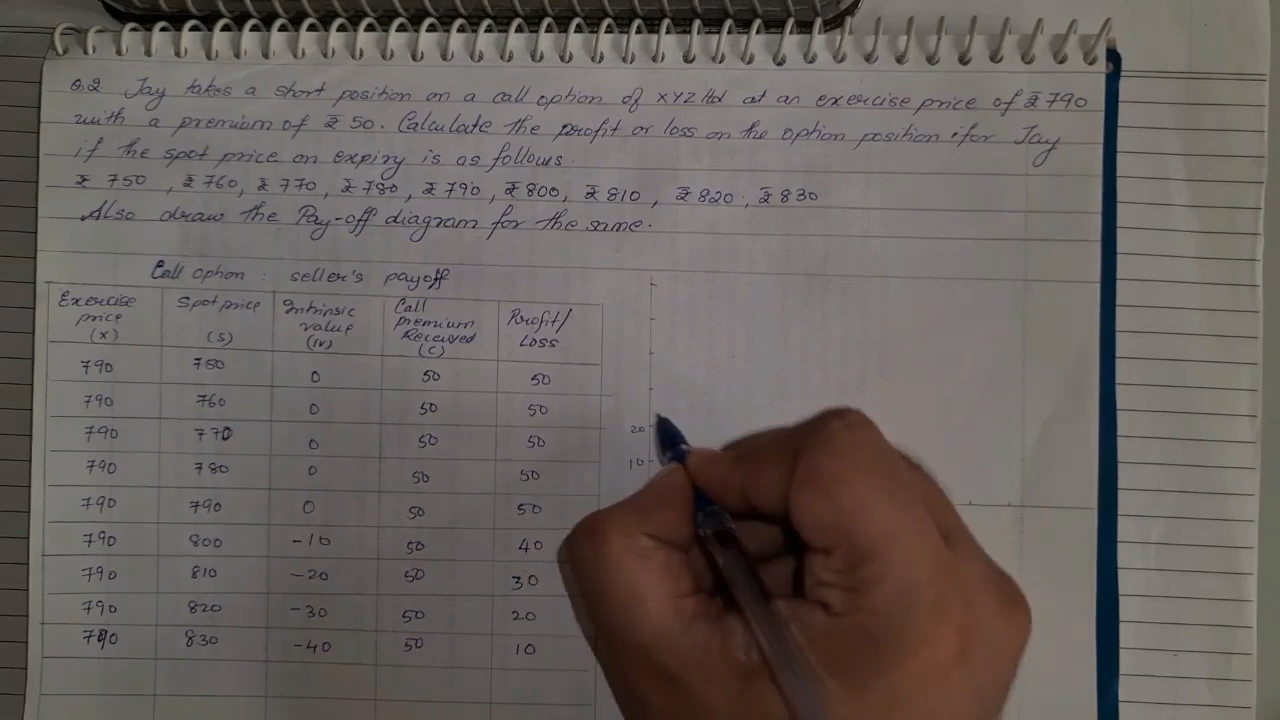 Q.2 Jay takes a short position on a call option of XYZ ltd at an exercise price of ₹ 790
with a premium of ₹ 50. Calculate the profit or loss on the option position for Jay
if the spot price on expiry is as follows.
₹ 750, ₹ 760, ₹ 770, ₹ 780, ₹ 790, ₹ 800, ₹ 810, ₹ 820, ₹ 830
Also draw the Pay-off diagram for the same.
Call option : seller's payoff
Exercise price (X) Spot price (S) Intrinsic value (IV) Call premium Received (C) Profit/ Loss
790 750 0 50 50
790 760 0 50 50
790 770 0 50 50
790 780 0 50 50
790 790 0 50 50
790 800 -10 50 40
790 810 -20 50 30
790 820 -30 50 20
790 830 -40 50 10
20
10